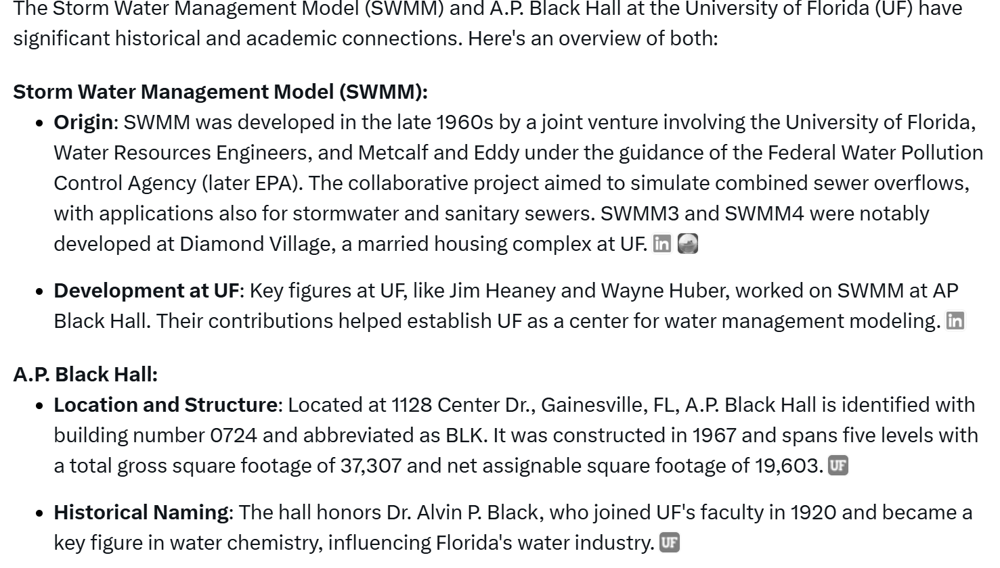 The Storm Water Management Model (SWMM) and A.P. Black Hall at the University of Florida (UF) have
significant historical and academic connections. Here's an overview of both:
Storm Water Management Model (SWMM):
• Origin: SWMM was developed in the late 1960s by a joint venture involving the University of Florida,
Water Resources Engineers, and Metcalf and Eddy under the guidance of the Federal Water Pollution
Control Agency (later EPA). The collaborative project aimed to simulate combined sewer overflows,
with applications also for stormwater and sanitary sewers. SWMM3 and SWMM4 were notably
developed at Diamond Village, a married housing complex at UF. in
• Development at UF: Key figures at UF, like Jim Heaney and Wayne Huber, worked on SWMM at AP
Black Hall. Their contributions helped establish UF as a center for water management modeling. in
A.P. Black Hall:
• Location and Structure: Located at 1128 Center Dr., Gainesville, FL, A.P. Black Hall is identified with
building number 0724 and abbreviated as BLK. It was constructed in 1967 and spans five levels with
a total gross square footage of 37,307 and net assignable square footage of 19,603. UF
• Historical Naming: The hall honors Dr. Alvin P. Black, who joined UF's faculty in 1920 and became a
key figure in water chemistry, influencing Florida's water industry. UF